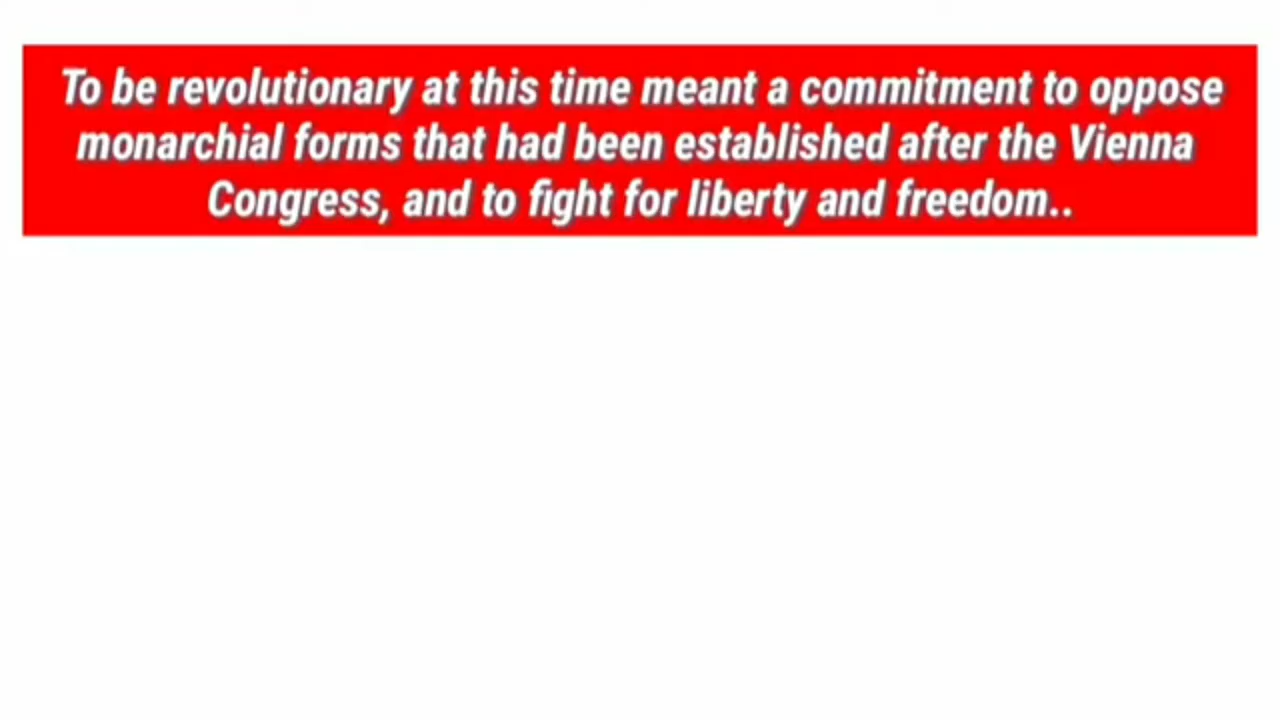 To be revolutionary at this time meant a commitment to oppose
monarchial forms that had been established after the Vienna
Congress, and to fight for liberty and freedom..